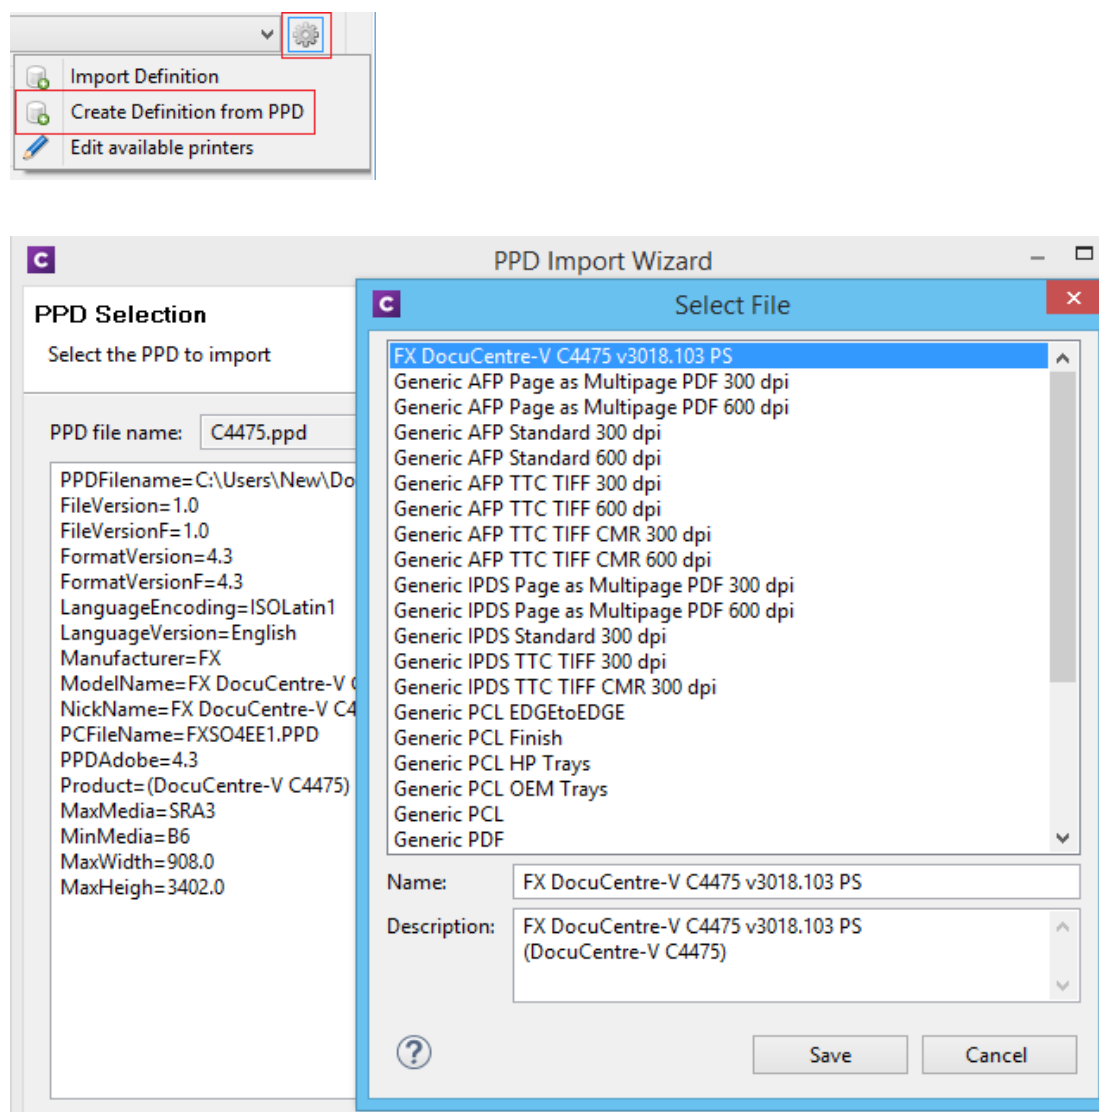 Import Definition
Create Definition from PPD
Edit available printers
C
PPD Import Wizard
PPD Selection
Select the PPD to import
PPD file name:
C4475.ppd
PPDFilename=C:\Users\New\Do
FileVersion=1.0
FileVersionF=1.0
FormatVersion=4.3
FormatVersionF=4.3
LanguageEncoding=ISOLatin1
LanguageVersion=English
Manufacturer=FX
ModelName=FX DocuCentre-V C
NickName=FX DocuCentre-V C4
PCFileName=FXSO4EE1.PPD
PPDAdobe=4.3
Product=(DocuCentre-V C4475)
MaxMedia=SRA3
MinMedia=B6
MaxWidth=908.0
MaxHeigh=3402.0
C
Select File
FX DocuCentre-V C4475 v3018.103 PS
Generic AFP Page as Multipage PDF 300 dpi
Generic AFP Page as Multipage PDF 600 dpi
Generic AFP Standard 300 dpi
Generic AFP Standard 600 dpi
Generic AFP TTC TIFF 300 dpi
Generic AFP TTC TIFF 600 dpi
Generic AFP TTC TIFF CMR 300 dpi
Generic AFP TTC TIFF CMR 600 dpi
Generic IPDS Page as Multipage PDF 300 dpi
Generic IPDS Page as Multipage PDF 600 dpi
Generic IPDS Standard 300 dpi
Generic IPDS TTC TIFF 300 dpi
Generic IPDS TTC TIFF CMR 300 dpi
Generic PCL EDGEtoEDGE
Generic PCL Finish
Generic PCL HP Trays
Generic PCL OEM Trays
Generic PCL
Generic PDF
Name:
FX DocuCentre-V C4475 v3018.103 PS
Description:
FX DocuCentre-V C4475 v3018.103 PS
(DocuCentre-V C4475)
?
Save
Cancel